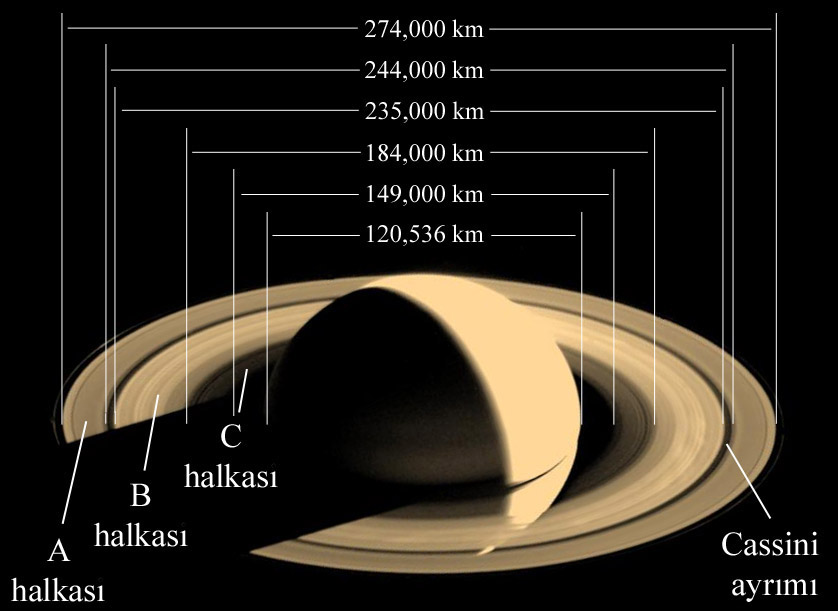 274,000 km
244,000 km
235,000 km
184,000 km
149,000 km
120,536 km
C
halkası
B
halkası
A
halkası
Cassini
ayrımı